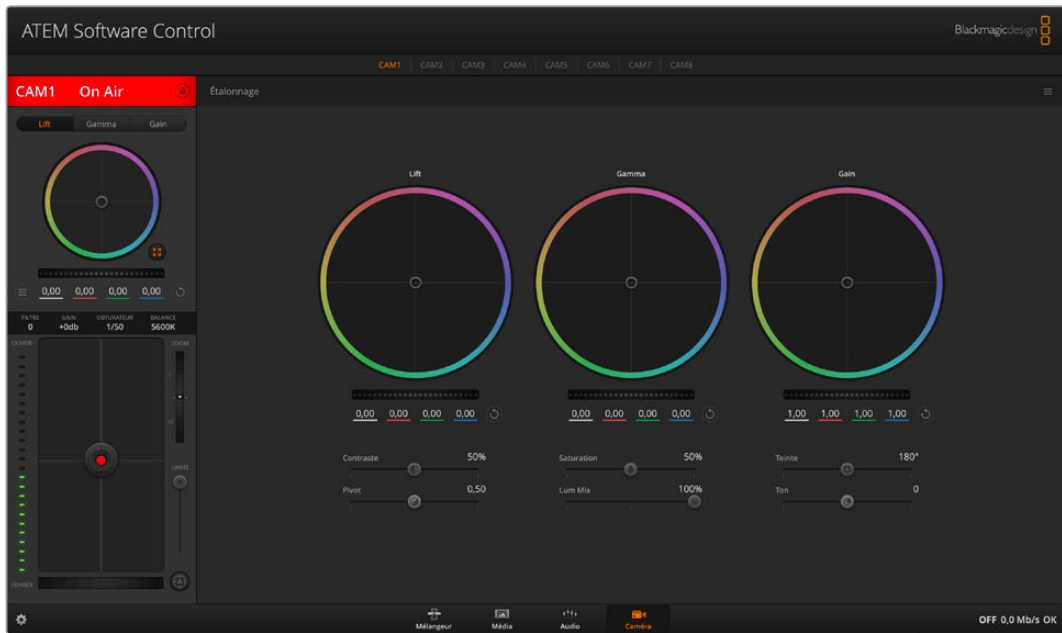 ATEM Software Control
Blackmagicdesign
CAM1 CAM2 CAM3 CAM4 CAM5 CAM6 CAM7 CAM8
CAM1 On Air
Étalonnage
Lift Gamma Gain
Lift Gamma Gain
0,00 0,00 0,00 0,00
FILTRE GAIN OBTURATEUR BALANCE
0 +0db 1/50 5600K
OUVRIR ZOOM
T
W
LIMITE
FERMER
0,00 0,00 0,00 0,00 0,00 0,00 0,00 0,00 1,00 1,00 1,00 1,00
Contraste 50% Saturation 50% Teinte 180°
Pivot 0,50 Lum Mix 100% Ton 0
Mélangeur Média Audio Caméra
OFF 0,0 Mb/s OK